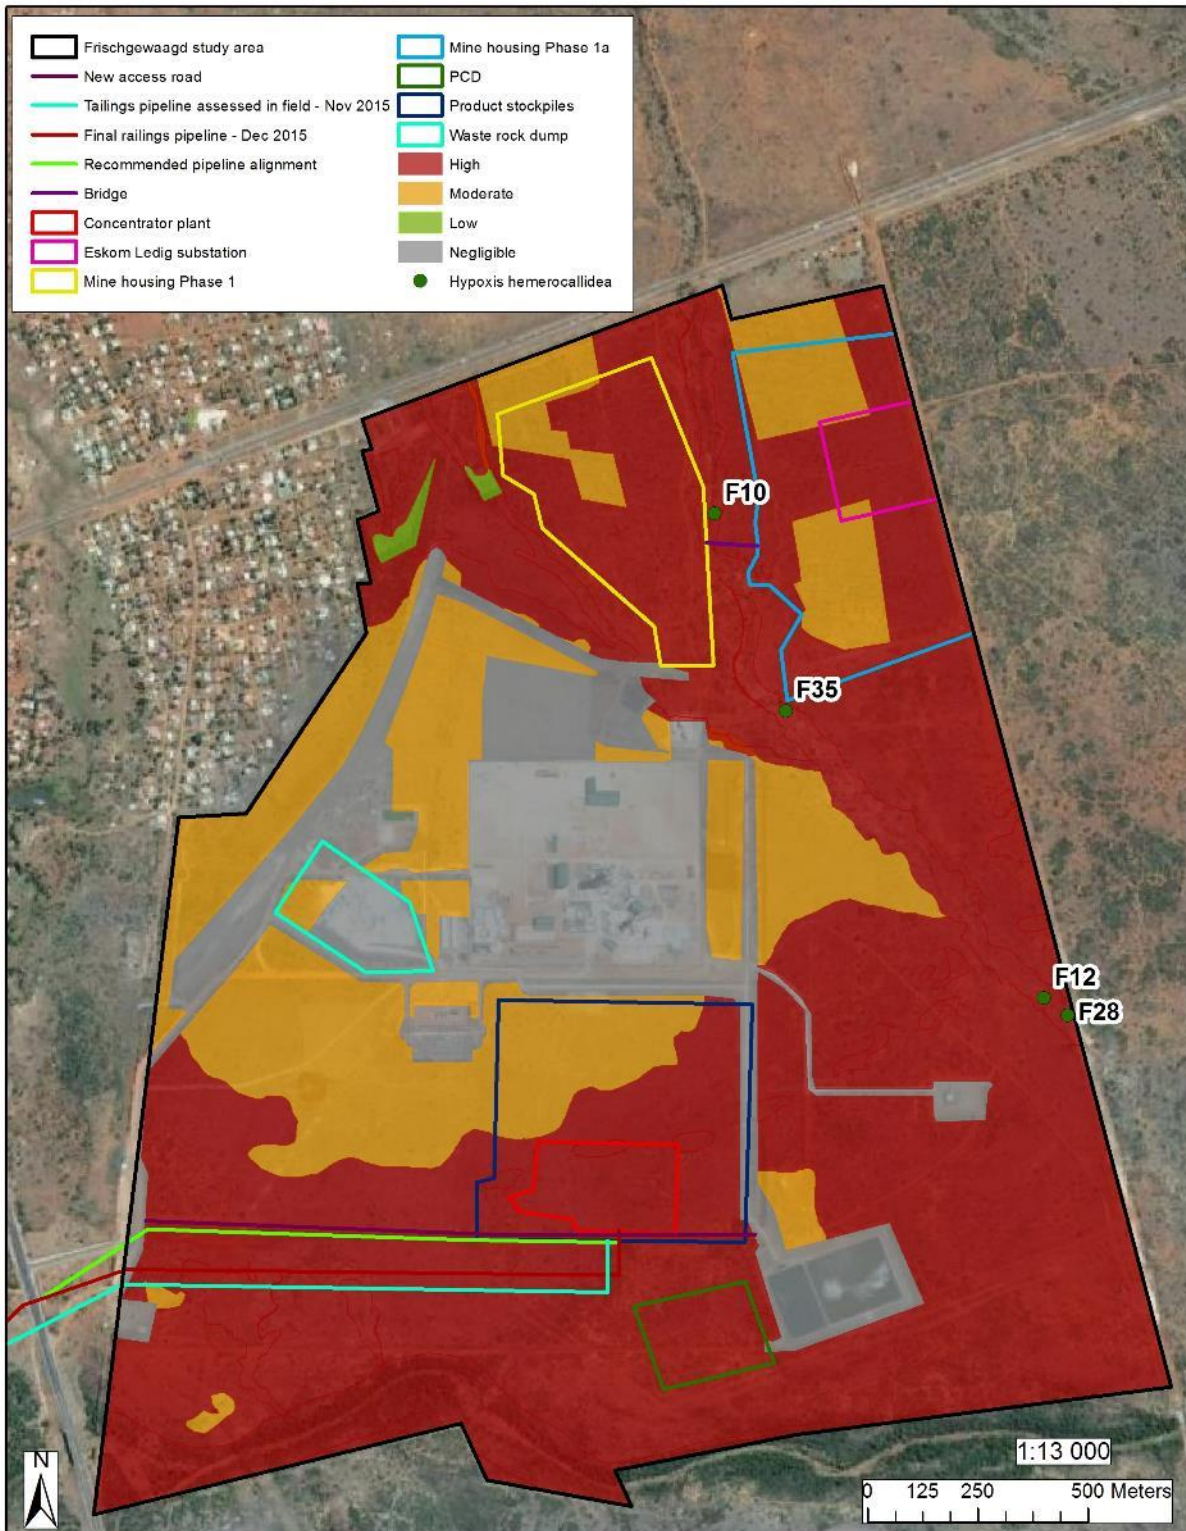 Frischgewaagd study area
New access road
Tailings pipeline assessed in field - Nov 2015
Final railings pipeline - Dec 2015
Recommended pipeline alignment
Bridge
Concentrator plant
Eskom Ledig substation
Mine housing Phase 1
Mine housing Phase 1a
PCD
Product stockpiles
Waste rock dump
High
Moderate
Low
Negligible
Hypoxis hemerocallidea
F10
F35
F12
F28
N
1:13 000
0 125 250 500 Meters